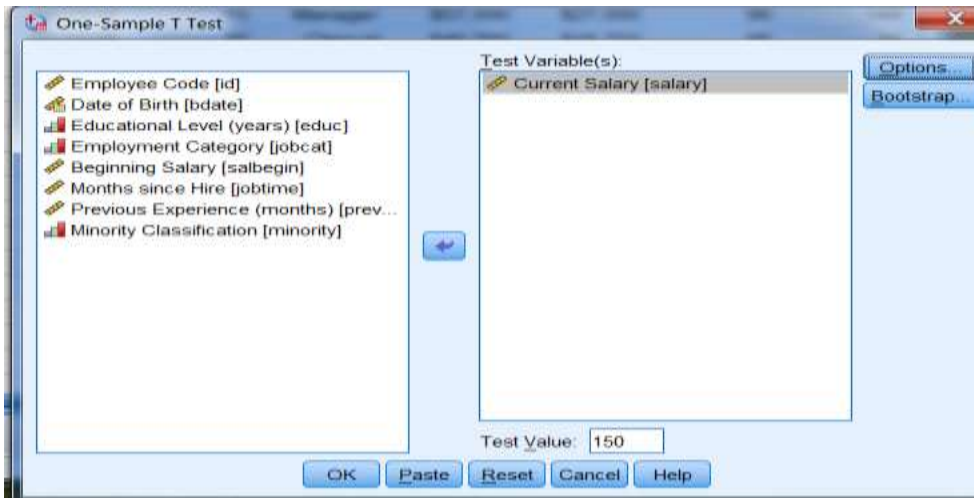 One-Sample T Test
Employee Code [id]
Date of Birth [bdate]
Educational Level (years) [educ]
Employment Category [jobcat]
Beginning Salary [salbegin]
Months since Hire [jobtime]
Previous Experience (months) [prev...
Minority Classification [minority]
Test Variable(s):
Current Salary [salary]
Options...
Bootstrap...
Test Value: 150
OK Paste Reset Cancel Help